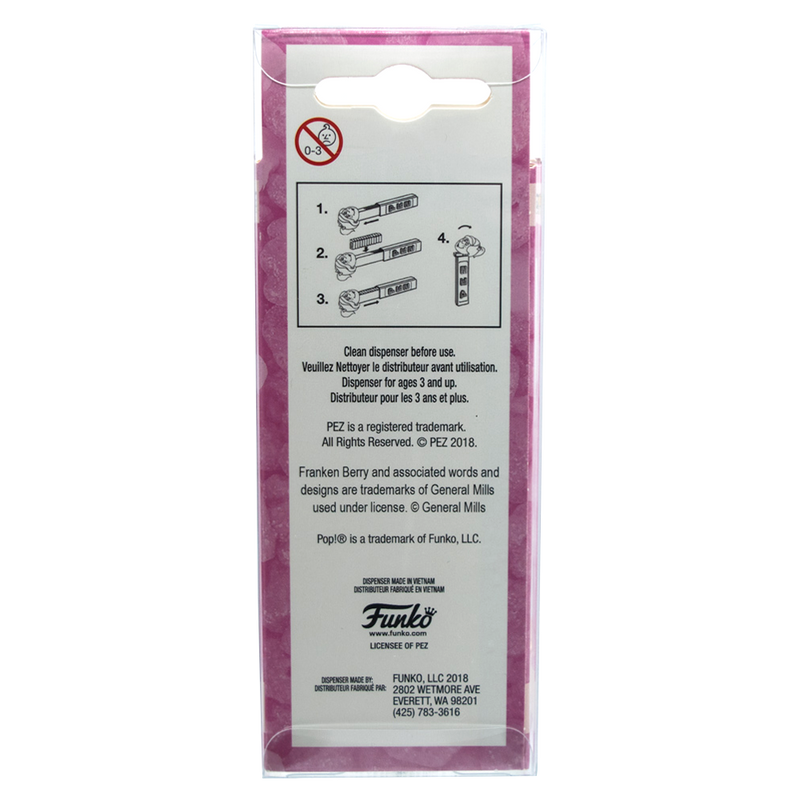 0-3
1.
2.
3.
4.
PEZ
Clean dispenser before use.
Veuillez Nettoyer le distributeur avant utilisation.
Dispenser for ages 3 and up.
Distributeur pour les 3 ans et plus.
PEZ is a registered trademark.
All Rights Reserved. © PEZ 2018.
Franken Berry and associated words and
designs are trademarks of General Mills
used under license. © General Mills
Pop!® is a trademark of Funko, LLC.
DISPENSER MADE IN VIETNAM
DISTRIBUTEUR FABRIQUÉ EN VIETNAM
Funko
www.funko.com
LICENSEE OF PEZ
DISPENSER MADE BY:
DISTRIBUTEUR FABRIQUÉ PAR:
FUNKO, LLC 2018
2802 WETMORE AVE
EVERETT, WA 98201
(425) 783-3616